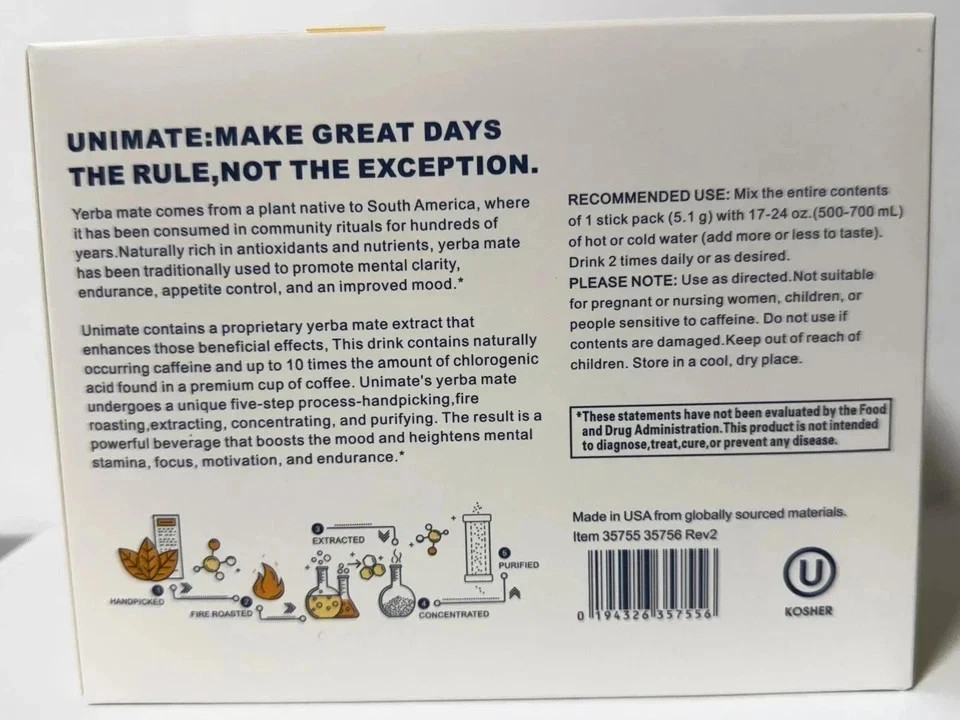 UNIMATE:MAKE GREAT DAYS
THE RULE,NOT THE EXCEPTION.
Yerba mate comes from a plant native to South America, where
it has been consumed in community rituals for hundreds of
years.Naturally rich in antioxidants and nutrients, yerba mate
has been traditionally used to promote mental clarity,
endurance, appetite control, and an improved mood.*
Unimate contains a proprietary yerba mate extract that
enhances those beneficial effects, This drink contains naturally
occurring caffeine and up to 10 times the amount of chlorogenic
acid found in a premium cup of coffee. Unimate's yerba mate
undergoes a unique five-step process-handpicking,fire
roasting,extracting, concentrating, and purifying. The result is a
powerful beverage that boosts the mood and heightens mental
stamina, focus, motivation, and endurance.*
1
HANDPICKED
2
FIRE ROASTED
3
EXTRACTED
4
CONCENTRATED
5
PURIFIED
RECOMMENDED USE: Mix the entire contents
of 1 stick pack (5.1 g) with 17-24 oz.(500-700 mL)
of hot or cold water (add more or less to taste).
Drink 2 times daily or as desired.
PLEASE NOTE: Use as directed.Not suitable
for pregnant or nursing women, children, or
people sensitive to caffeine. Do not use if
contents are damaged.Keep out of reach of
children. Store in a cool, dry place.
*These statements have not been evaluated by the Food
and Drug Administration.This product is not intended
to diagnose,treat,cure,or prevent any disease.
Made in USA from globally sourced materials.
Item 35755 35756 Rev2
0 194326 357556
U
KOSHER